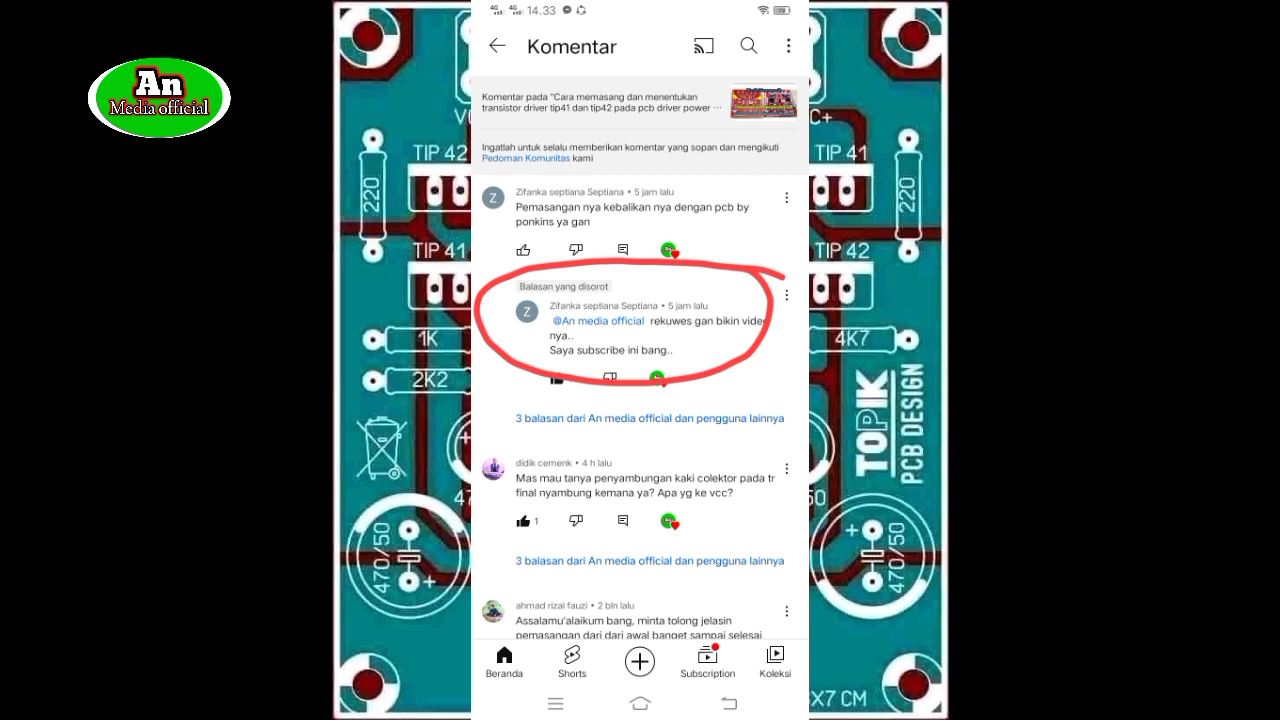 An
Media official
14.33
Komentar
Komentar pada "Cara memasang dan menentukan
transistor driver tip41 dan tip42 pada pcb driver power ...
Ingatlah untuk selalu memberikan komentar yang sopan dan mengikuti
Pedoman Komunitas kami
Z
Zifanka septiana Septiana • 5 jam lalu
Pemasangan nya kebalikan nya dengan pcb by
ponkins ya gan
Balasan yang disorot
Z
Zifanka septiana Septiana • 5 jam lalu
@An media official rekuwes gan bikin video
nya..
Saya subscribe ini bang..
3 balasan dari An media official dan pengguna lainnya
didik cemenk • 4 h lalu
Mas mau tanya penyambungan kaki colektor pada tr
final nyambung kemana ya? Apa yg ke vcc?
1
3 balasan dari An media official dan pengguna lainnya
ahmad rizal fauzi • 2 bln lalu
Assalamu'alaikum bang, minta tolong jelasin
pemasangan dari dari awal banget sampai selesai
Beranda
Shorts
Subscription
Koleksi
TIP 42
220
TIP 41
1K
2K2
470/50
C+
TIP 41
220
TIP 42
4K7
TOPIK
PCB DESIGN
470/50
X7 CM